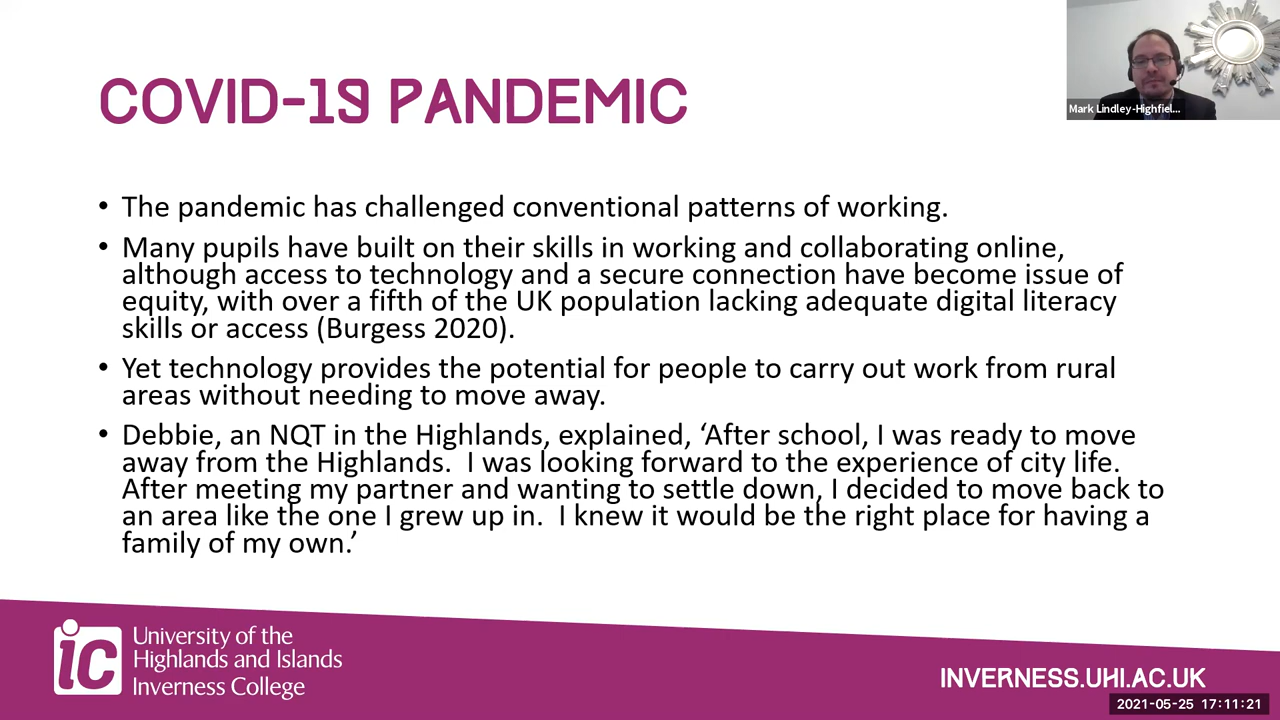 COVID-19 PANDEMIC
Mark Lindley-Highfiel...
• The pandemic has challenged conventional patterns of working.
• Many pupils have built on their skills in working and collaborating online,
although access to technology and a secure connection have become issue of
equity, with over a fifth of the UK population lacking adequate digital literacy
skills or access (Burgess 2020).
• Yet technology provides the potential for people to carry out work from rural
areas without needing to move away.
• Debbie, an NQT in the Highlands, explained, ‘After school, I was ready to move
away from the Highlands.  I was looking forward to the experience of city life.
After meeting my partner and wanting to settle down, I decided to move back to
an area like the one I grew up in.  I knew it would be the right place for having a
family of my own.’
ic
University of the
Highlands and Islands
Inverness College
INVERNESS.UHI.AC.UK
2021-05-25 17:11:21